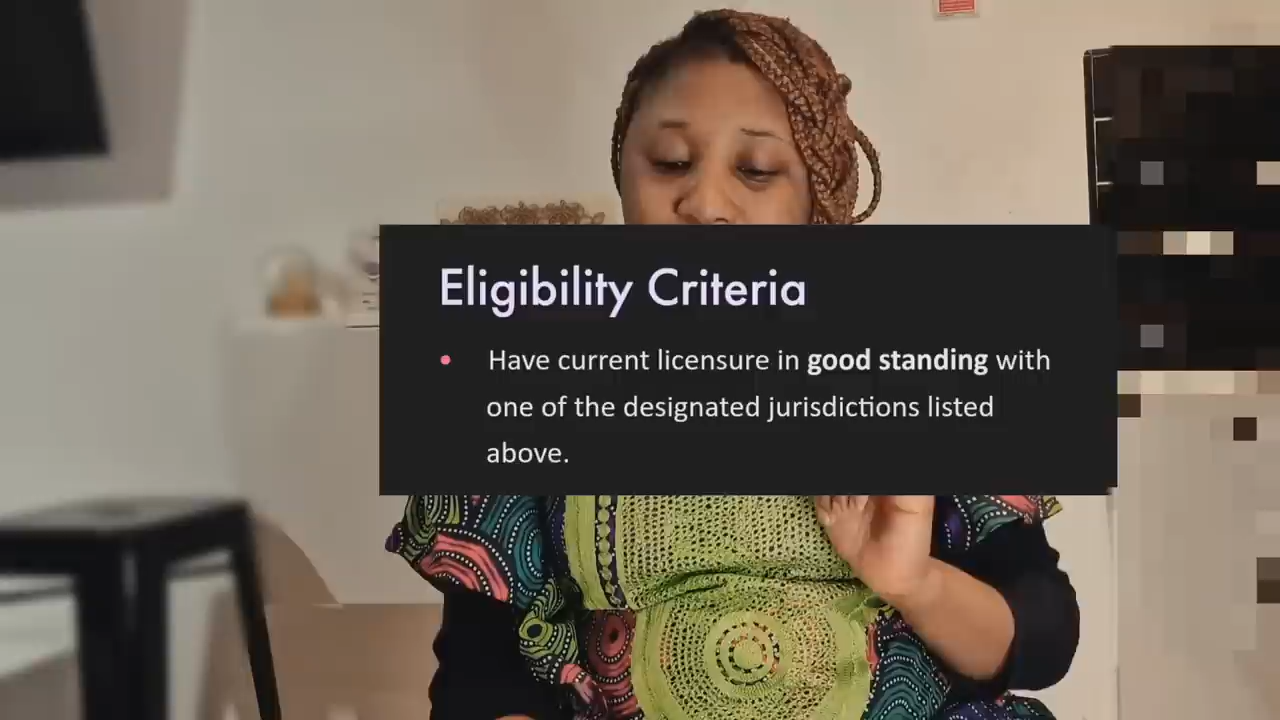 Eligibility Criteria
• Have current licensure in good standing with
one of the designated jurisdictions listed
above.